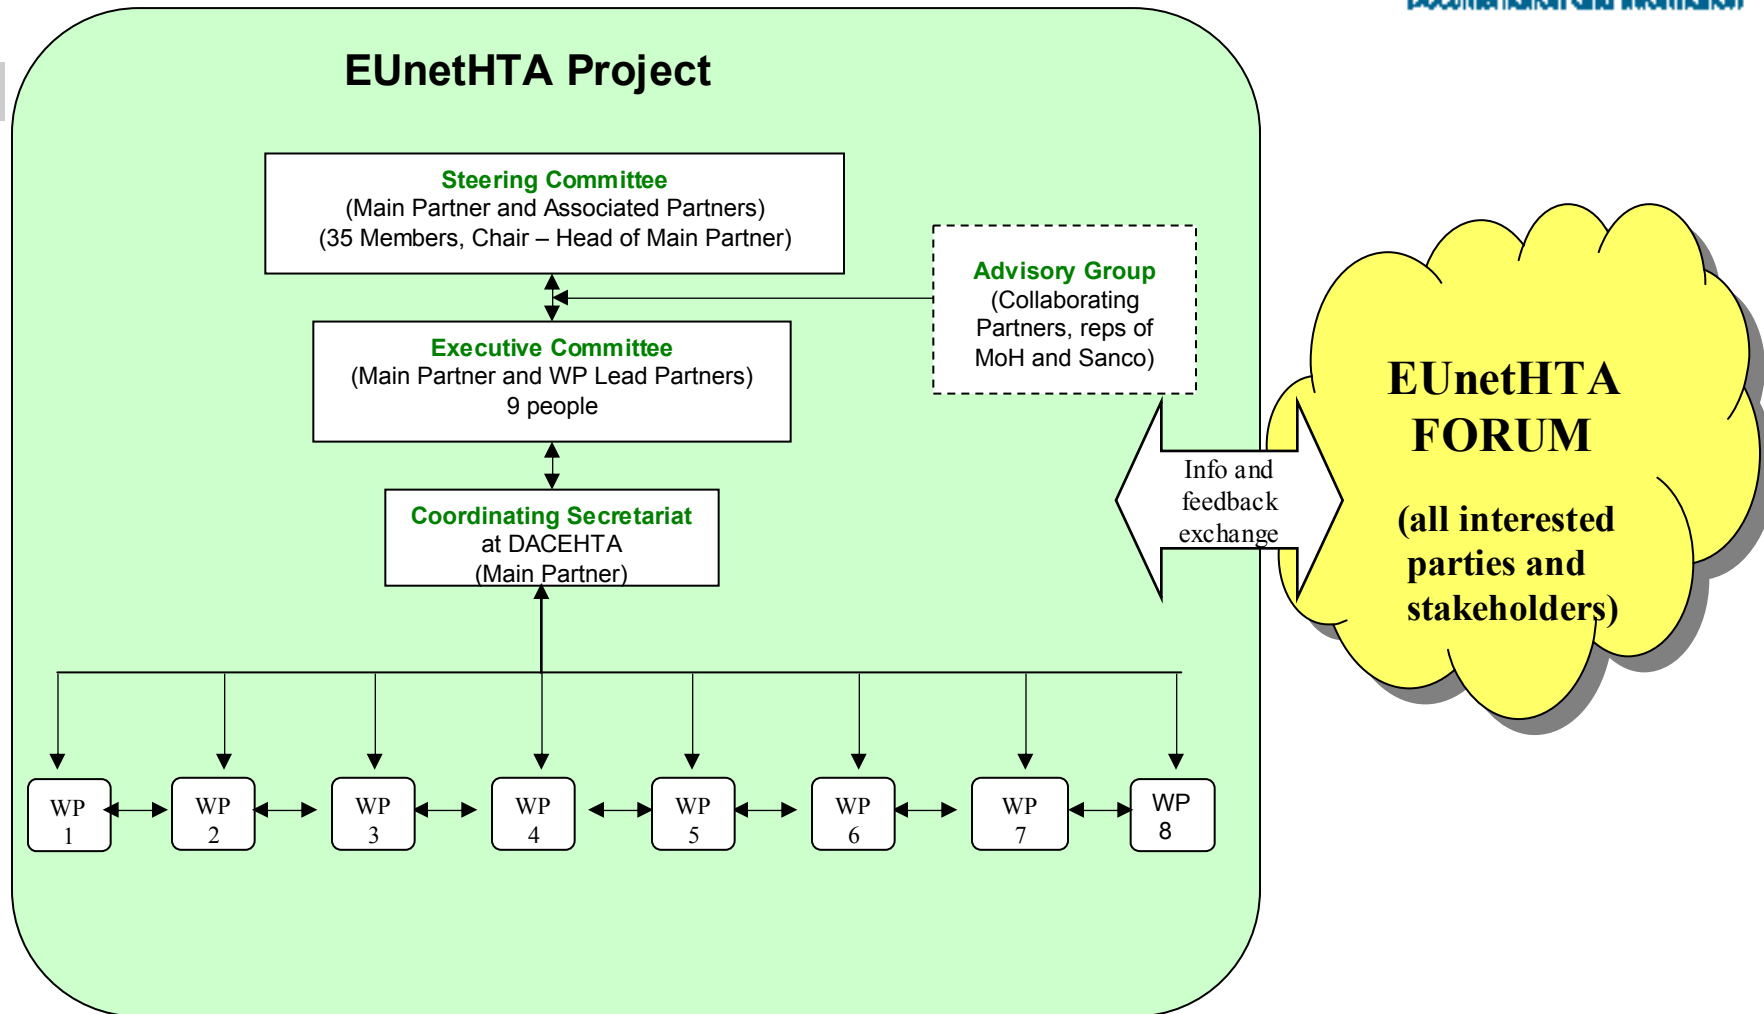 Documentation and Information
EUnetHTA Project
Steering Committee
(Main Partner and Associated Partners)
(35 Members, Chair – Head of Main Partner)
Advisory Group
(Collaborating
Partners, reps of
MoH and Sanco)
Executive Committee
(Main Partner and WP Lead Partners)
9 people
Coordinating Secretariat
at DACEHTA
(Main Partner)
Info and
feedback
exchange
EUnetHTA
FORUM
(all interested
parties and
stakeholders)
WP
1
WP
2
WP
3
WP
4
WP
5
WP
6
WP
7
WP
8